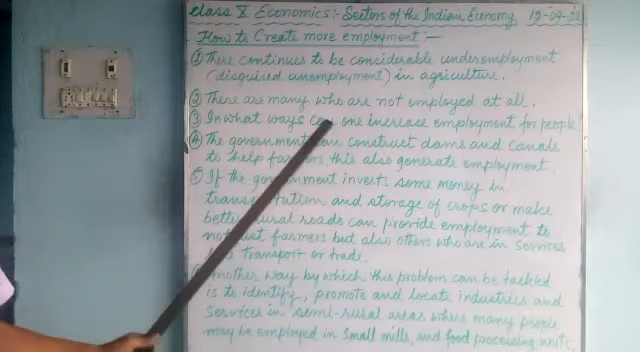 Class X Economics:- Sectors of the Indian Economy 12-04-
How to Create more employment:-
① There continues to be considerable underemployment
(disguised unemployment) in agriculture.
② There are many who are not employed at all.
③ In what ways can one increase employment for people?
④ The government can construct dams and canals
to help farmers, this also generate employment.
⑤ If the government invests some money in
transportation and storage of crops or make
better rural roads can provide employment to
not just farmers but also others who are in services
transport or trade.
Another way by which this problem can be tackled
is to identify, promote and locate industries and
services in semi-rural areas where many people
may be employed in small mills, and food processing units